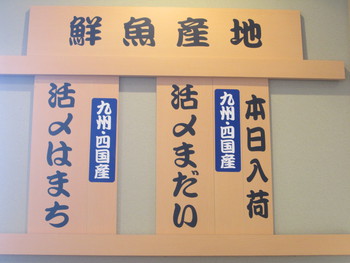 鮮魚産地
本日入荷
九州・四国産
活〆まだい
九州・四国産
活〆はまち